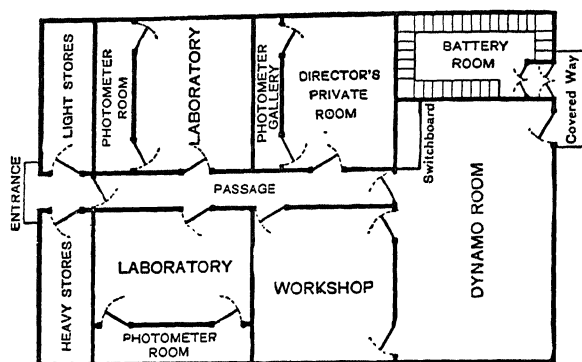 LIGHT STORES
PHOTOMETER
ROOM
LABORATORY
PHOTOMETER
GALLERY
DIRECTOR'S
PRIVATE
ROOM
BATTERY
ROOM
Covered Way
Switchboard
ENTRANCE
PASSAGE
HEAVY STORES
LABORATORY
PHOTOMETER
ROOM
WORKSHOP
DYNAMO ROOM